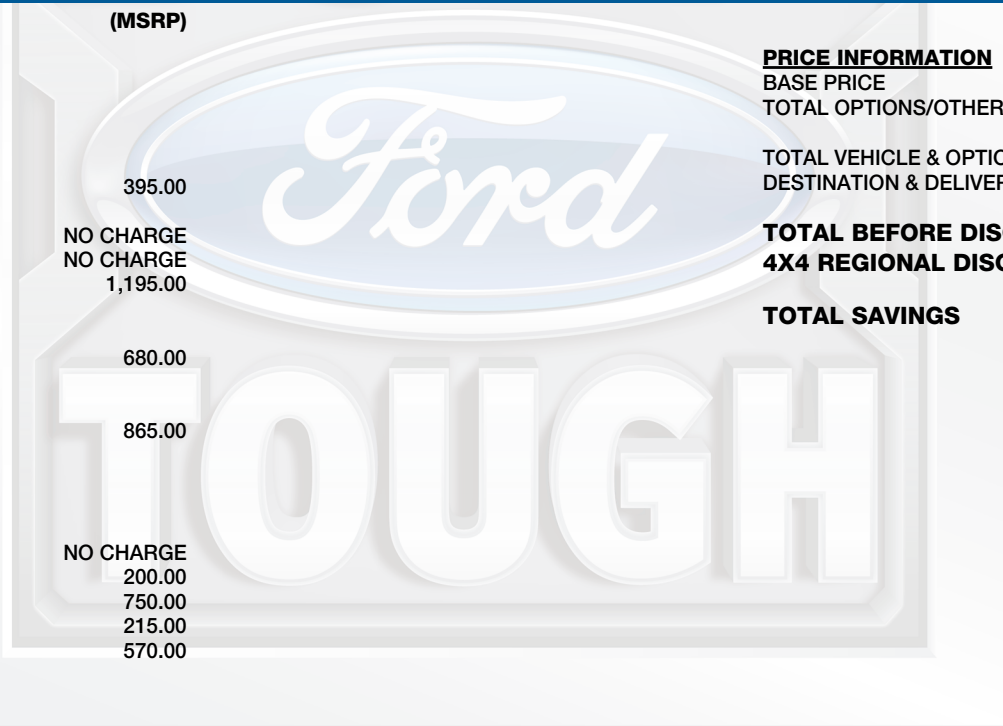 (MSRP)
395.00
NO CHARGE
NO CHARGE
1,195.00
680.00
865.00
NO CHARGE
200.00
750.00
215.00
570.00
PRICE INFORMATION
BASE PRICE
TOTAL OPTIONS/OTHER
TOTAL VEHICLE & OPTIO
DESTINATION & DELIVER
TOTAL BEFORE DISC
4X4 REGIONAL DISC
TOTAL SAVINGS
Ford
TOUGH